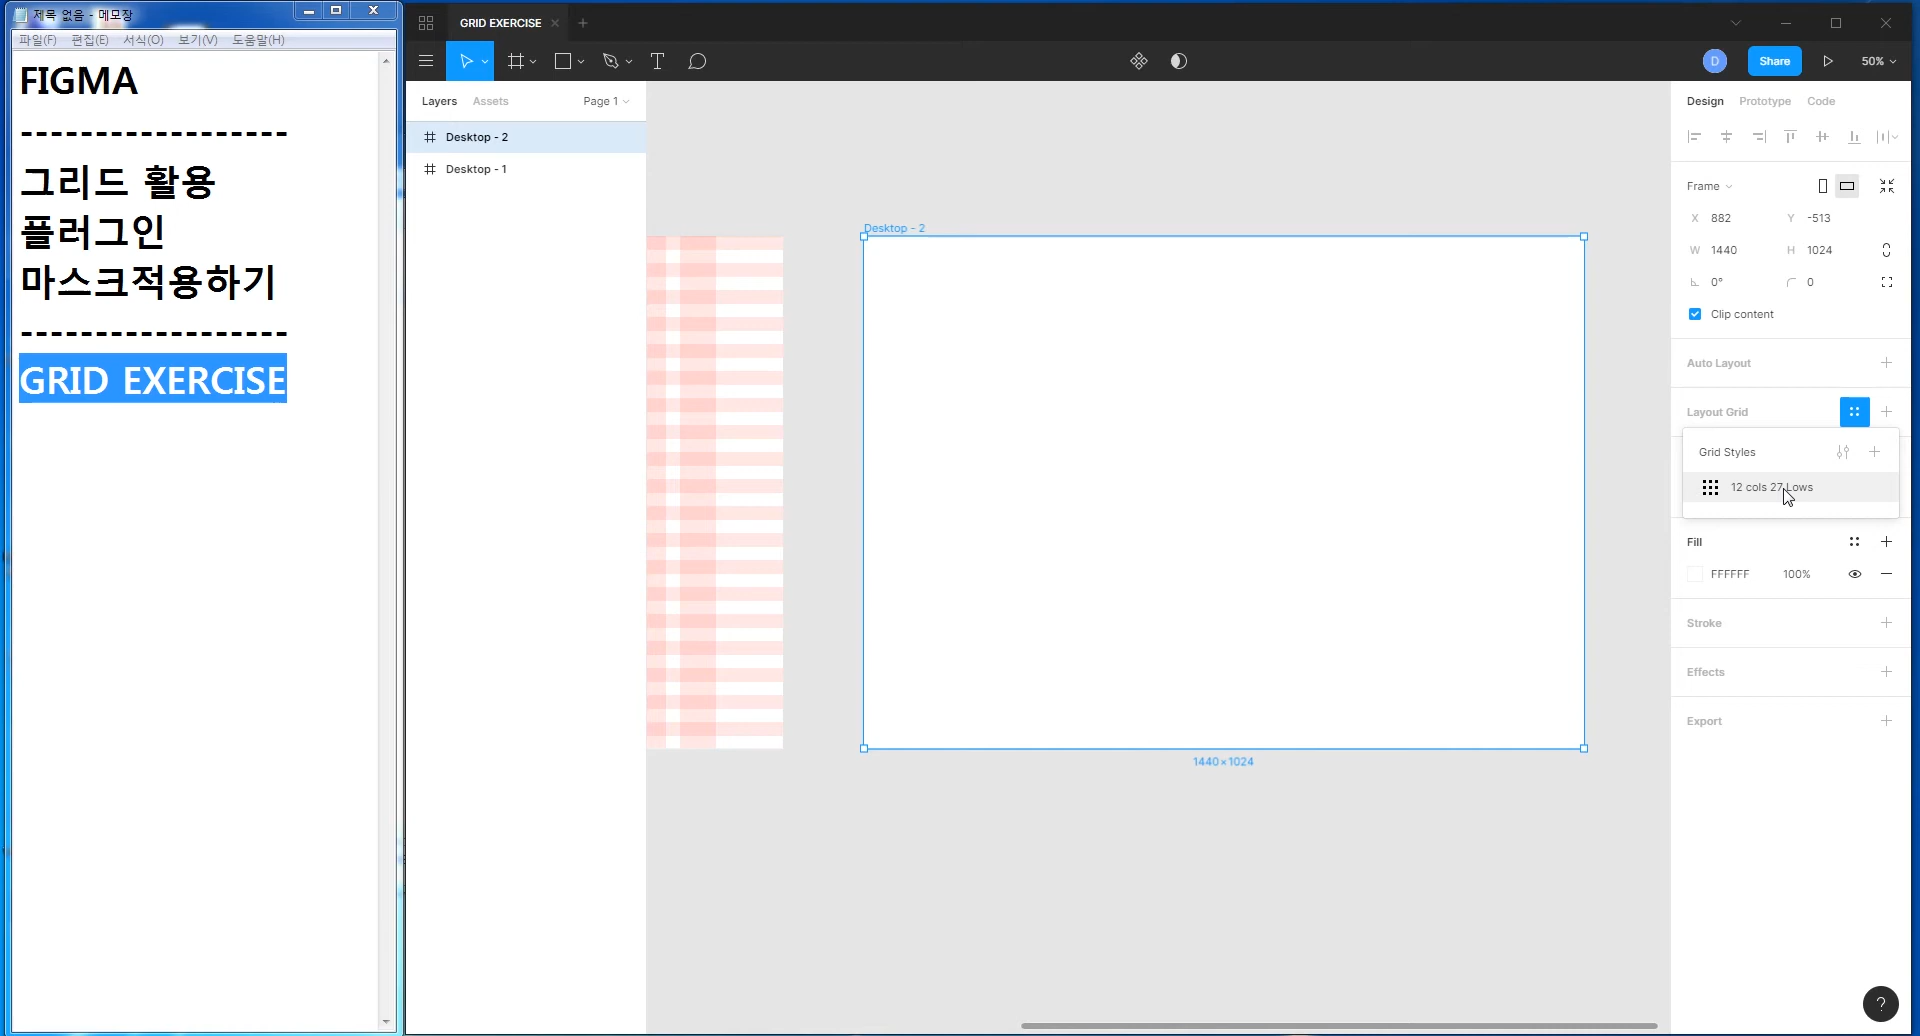 제목 없음 - 메모장
파일(F) 편집(E) 서식(O) 보기(V) 도움말(H)
FIGMA
------------------
그리드 활용
플러그인
마스크적용하기
------------------
GRID EXERCISE
GRID EXERCISE
Share
50%
D
Layers Assets Page 1
Desktop - 2
Desktop - 1
Desktop - 2
1440×1024
Design Prototype Code
Frame
X 882 Y -513
W 1440 H 1024
0° 0
Clip content
Auto Layout
Layout Grid
Grid Styles
12 cols 27 Lows
Fill
FFFFFF 100%
Stroke
Effects
Export
?